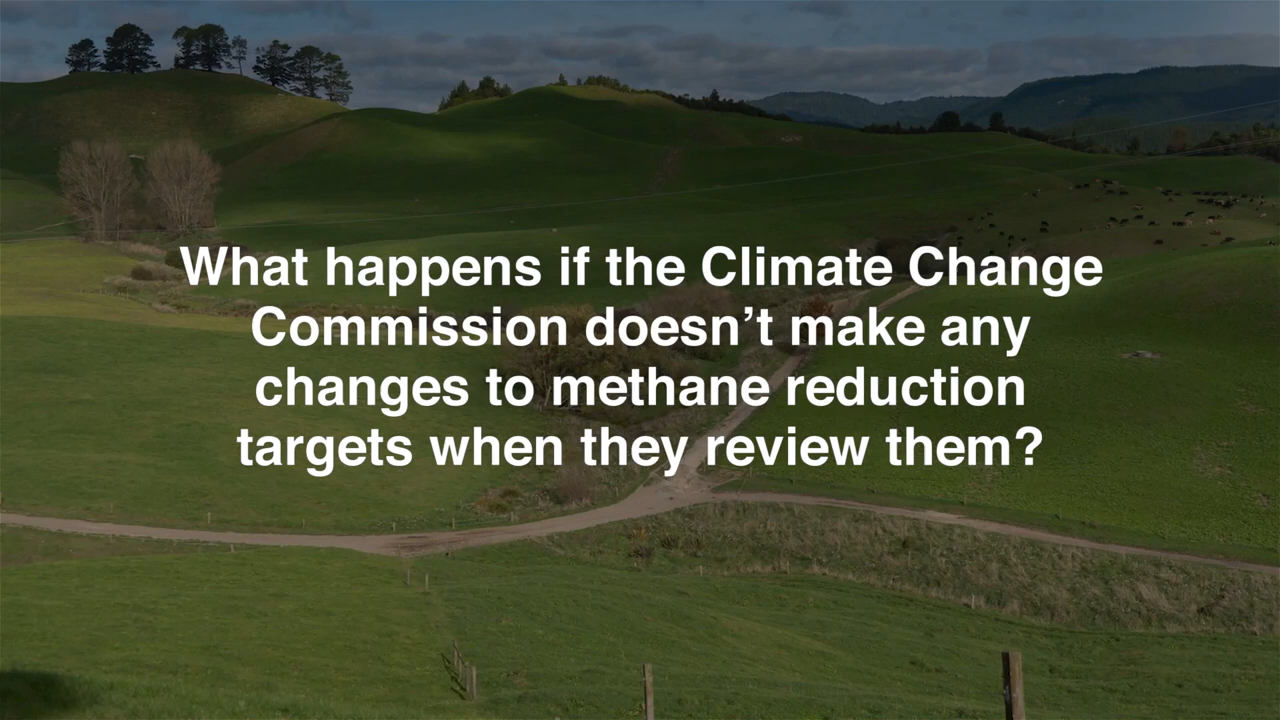 What happens if the Climate Change
Commission doesn’t make any
changes to methane reduction
targets when they review them?